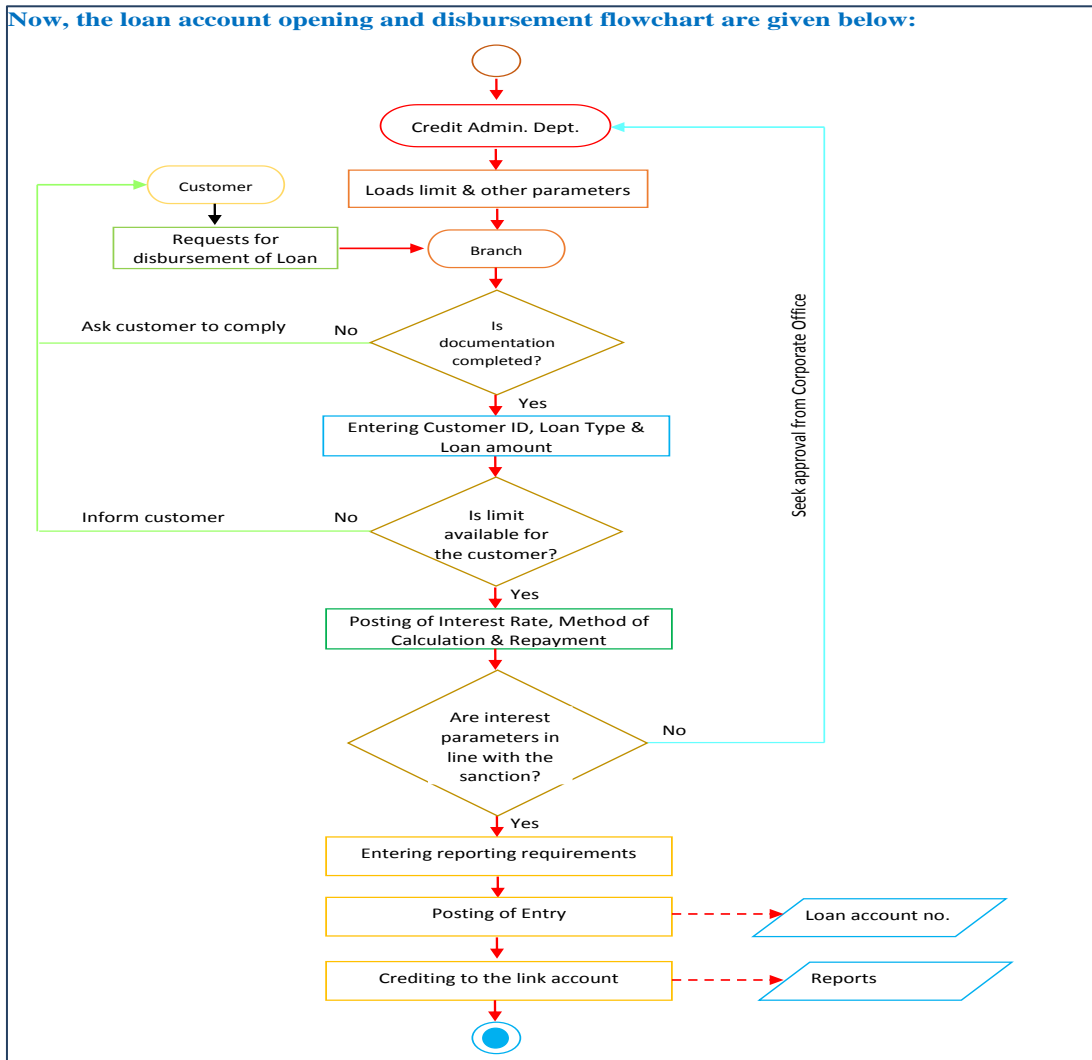 Now, the loan account opening and disbursement flowchart are given below:
Credit Admin. Dept.
Customer
Loads limit & other parameters
Requests for
disbursement of Loan
Branch
Ask customer to comply
No
Is
documentation
completed?
Yes
Entering Customer ID, Loan Type &
Loan amount
Inform customer
No
Is limit
available for
the customer?
Yes
Posting of Interest Rate, Method of
Calculation & Repayment
Are interest
parameters in
line with the
sanction?
No
Seek approval from Corporate Office
Yes
Entering reporting requirements
Posting of Entry
Loan account no.
Crediting to the link account
Reports